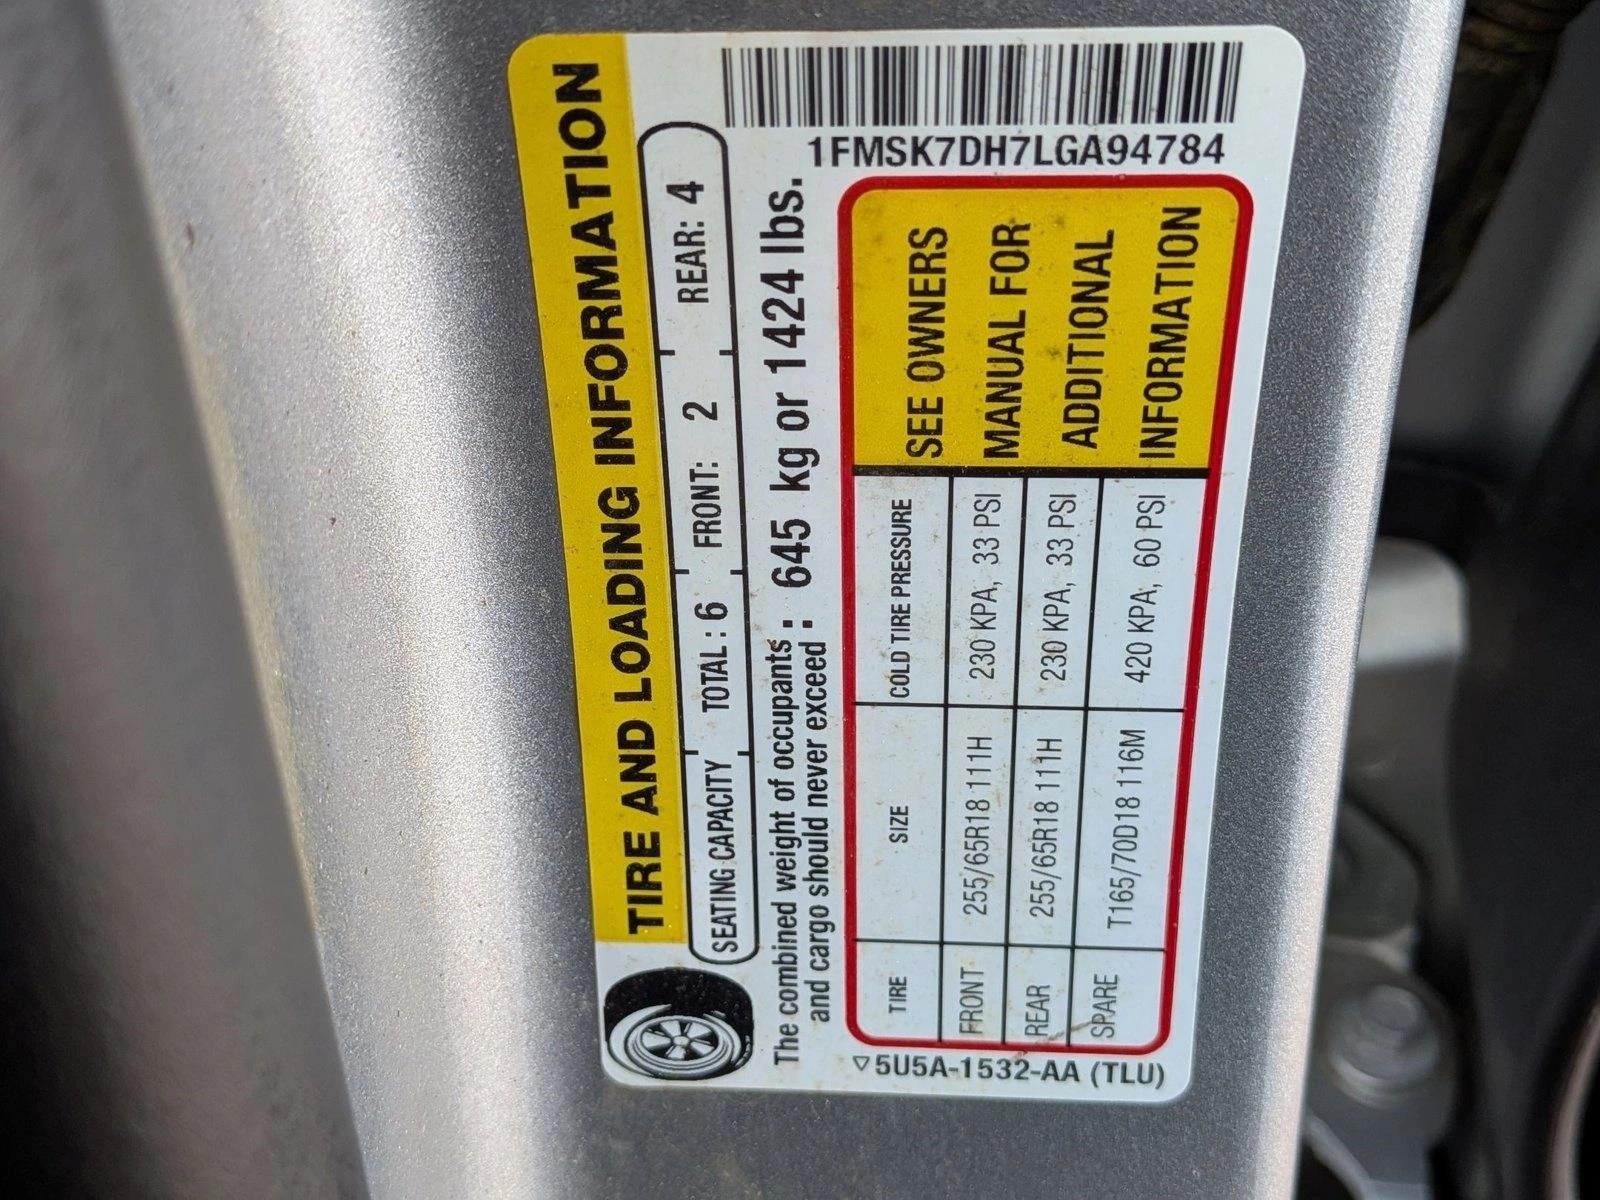 TIRE AND LOADING INFORMATION
SEATING CAPACITY TOTAL : 6 FRONT: 2 REAR: 4
The combined weight of occupants and cargo should never exceed : 645 kg or 1424 lbs.
1FMSK7DH7LGA94784
TIRE SIZE COLD TIRE PRESSURE
FRONT 255/65R18 111H 230 KPA, 33 PSI
REAR 255/65R18 111H 230 KPA, 33 PSI
SPARE T165/70D18 116M 420 KPA, 60 PSI
SEE OWNERS
MANUAL FOR
ADDITIONAL
INFORMATION
▽5U5A-1532-AA (TLU)